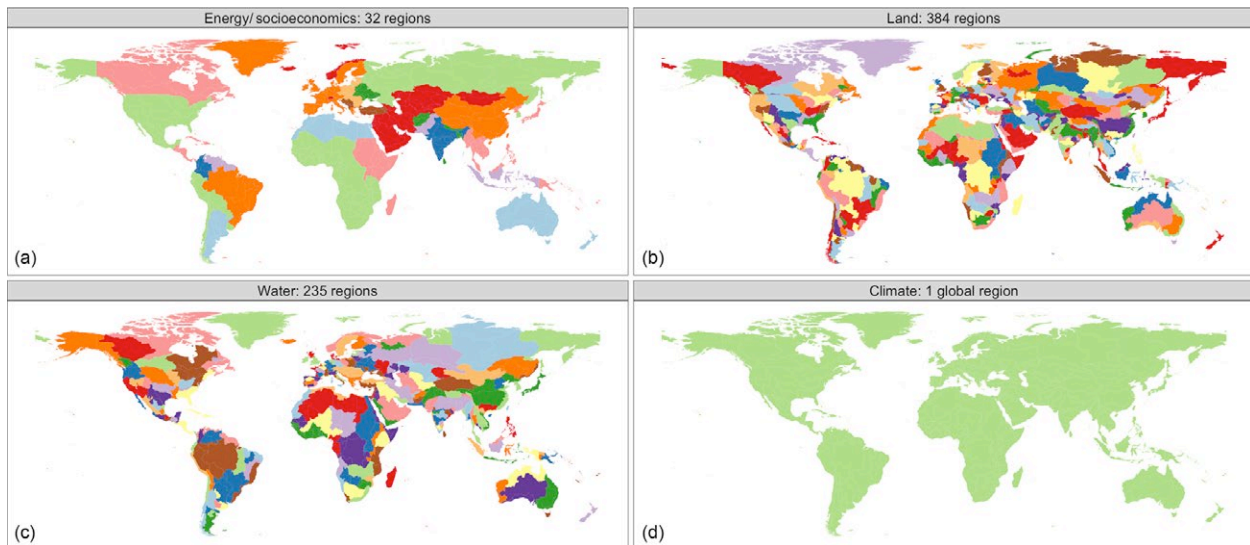 Energy/socioeconomics: 32 regions
Land: 384 regions
(a)
(b)
Water: 235 regions
Climate: 1 global region
(c)
(d)